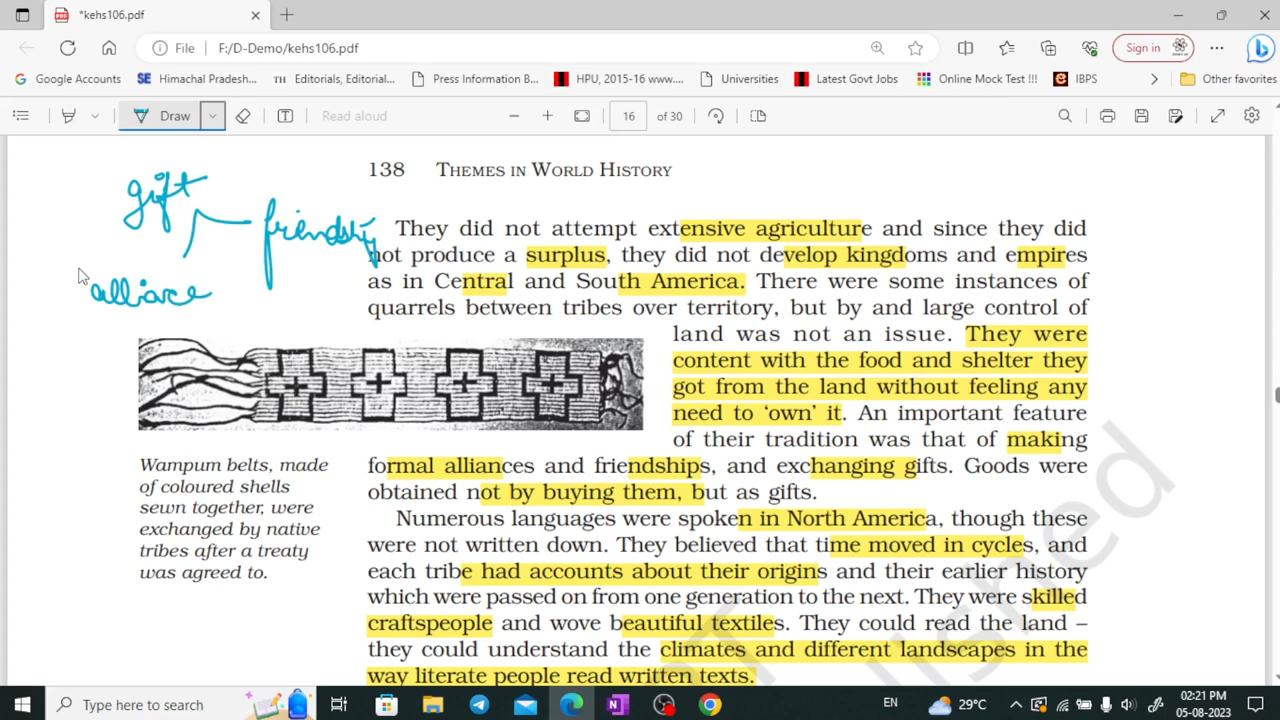 *kehs106.pdf
File
F:/D-Demo/kehs106.pdf
Sign in
Google Accounts
SE Himachal Pradesh...
TH Editorials, Editorial...
Press Information B...
HPU, 2015-16 www....
Universities
Latest Govt Jobs
Online Mock Test !!!
IBPS
Other favorites
Draw
Read aloud
16 of 30
138 THEMES IN WORLD HISTORY
gift
friendship
alliace
They did not attempt extensive agriculture and since they did
not produce a surplus, they did not develop kingdoms and empires
as in Central and South America. There were some instances of
quarrels between tribes over territory, but by and large control of
land was not an issue. They were
content with the food and shelter they
got from the land without feeling any
need to ‘own’ it. An important feature
of their tradition was that of making
formal alliances and friendships, and exchanging gifts. Goods were
obtained not by buying them, but as gifts.
Wampum belts, made
of coloured shells
sewn together, were
exchanged by native
tribes after a treaty
was agreed to.
Numerous languages were spoken in North America, though these
were not written down. They believed that time moved in cycles, and
each tribe had accounts about their origins and their earlier history
which were passed on from one generation to the next. They were skilled
craftspeople and wove beautiful textiles. They could read the land –
they could understand the climates and different landscapes in the
way literate people read written texts.
blished
Type here to search
29°C
EN
02:21 PM
05-08-2023